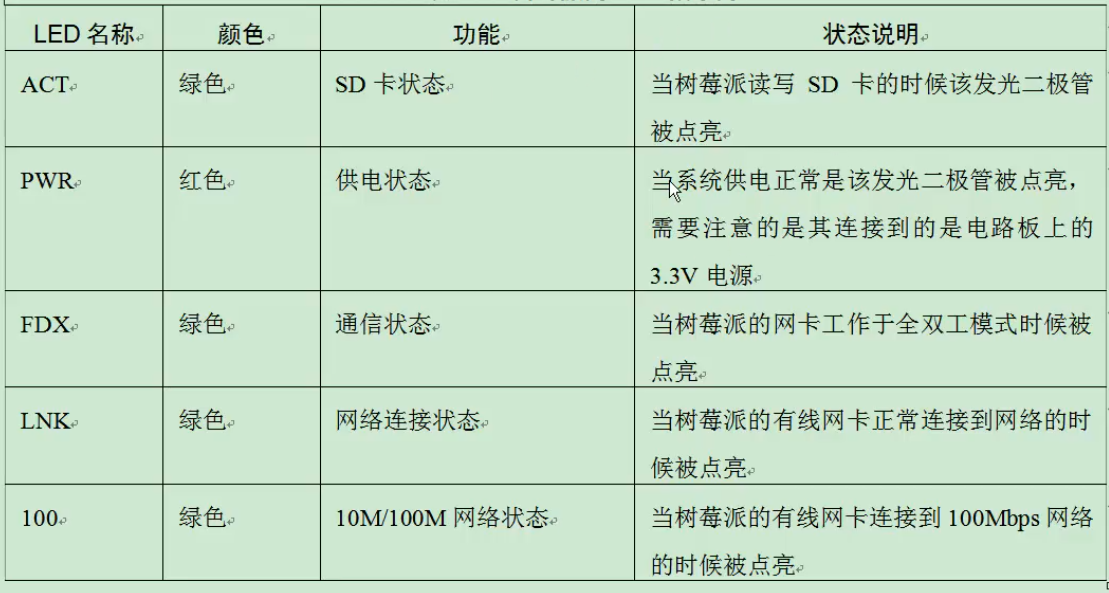 LED 名称 颜色 功能 状态说明
ACT 绿色 SD 卡状态 当树莓派读写 SD 卡的时候该发光二极管
被点亮
PWR 红色 供电状态 当系统供电正常是该发光二极管被点亮，
需要注意的是其连接到的是电路板上的
3.3V 电源
FDX 绿色 通信状态 当树莓派的网卡工作于全双工模式时候被
点亮
LNK 绿色 网络连接状态 当树莓派的有线网卡正常连接到网络的时
候被点亮
100 绿色 10M/100M 网络状态 当树莓派的有线网卡连接到 100Mbps 网络
的时候被点亮